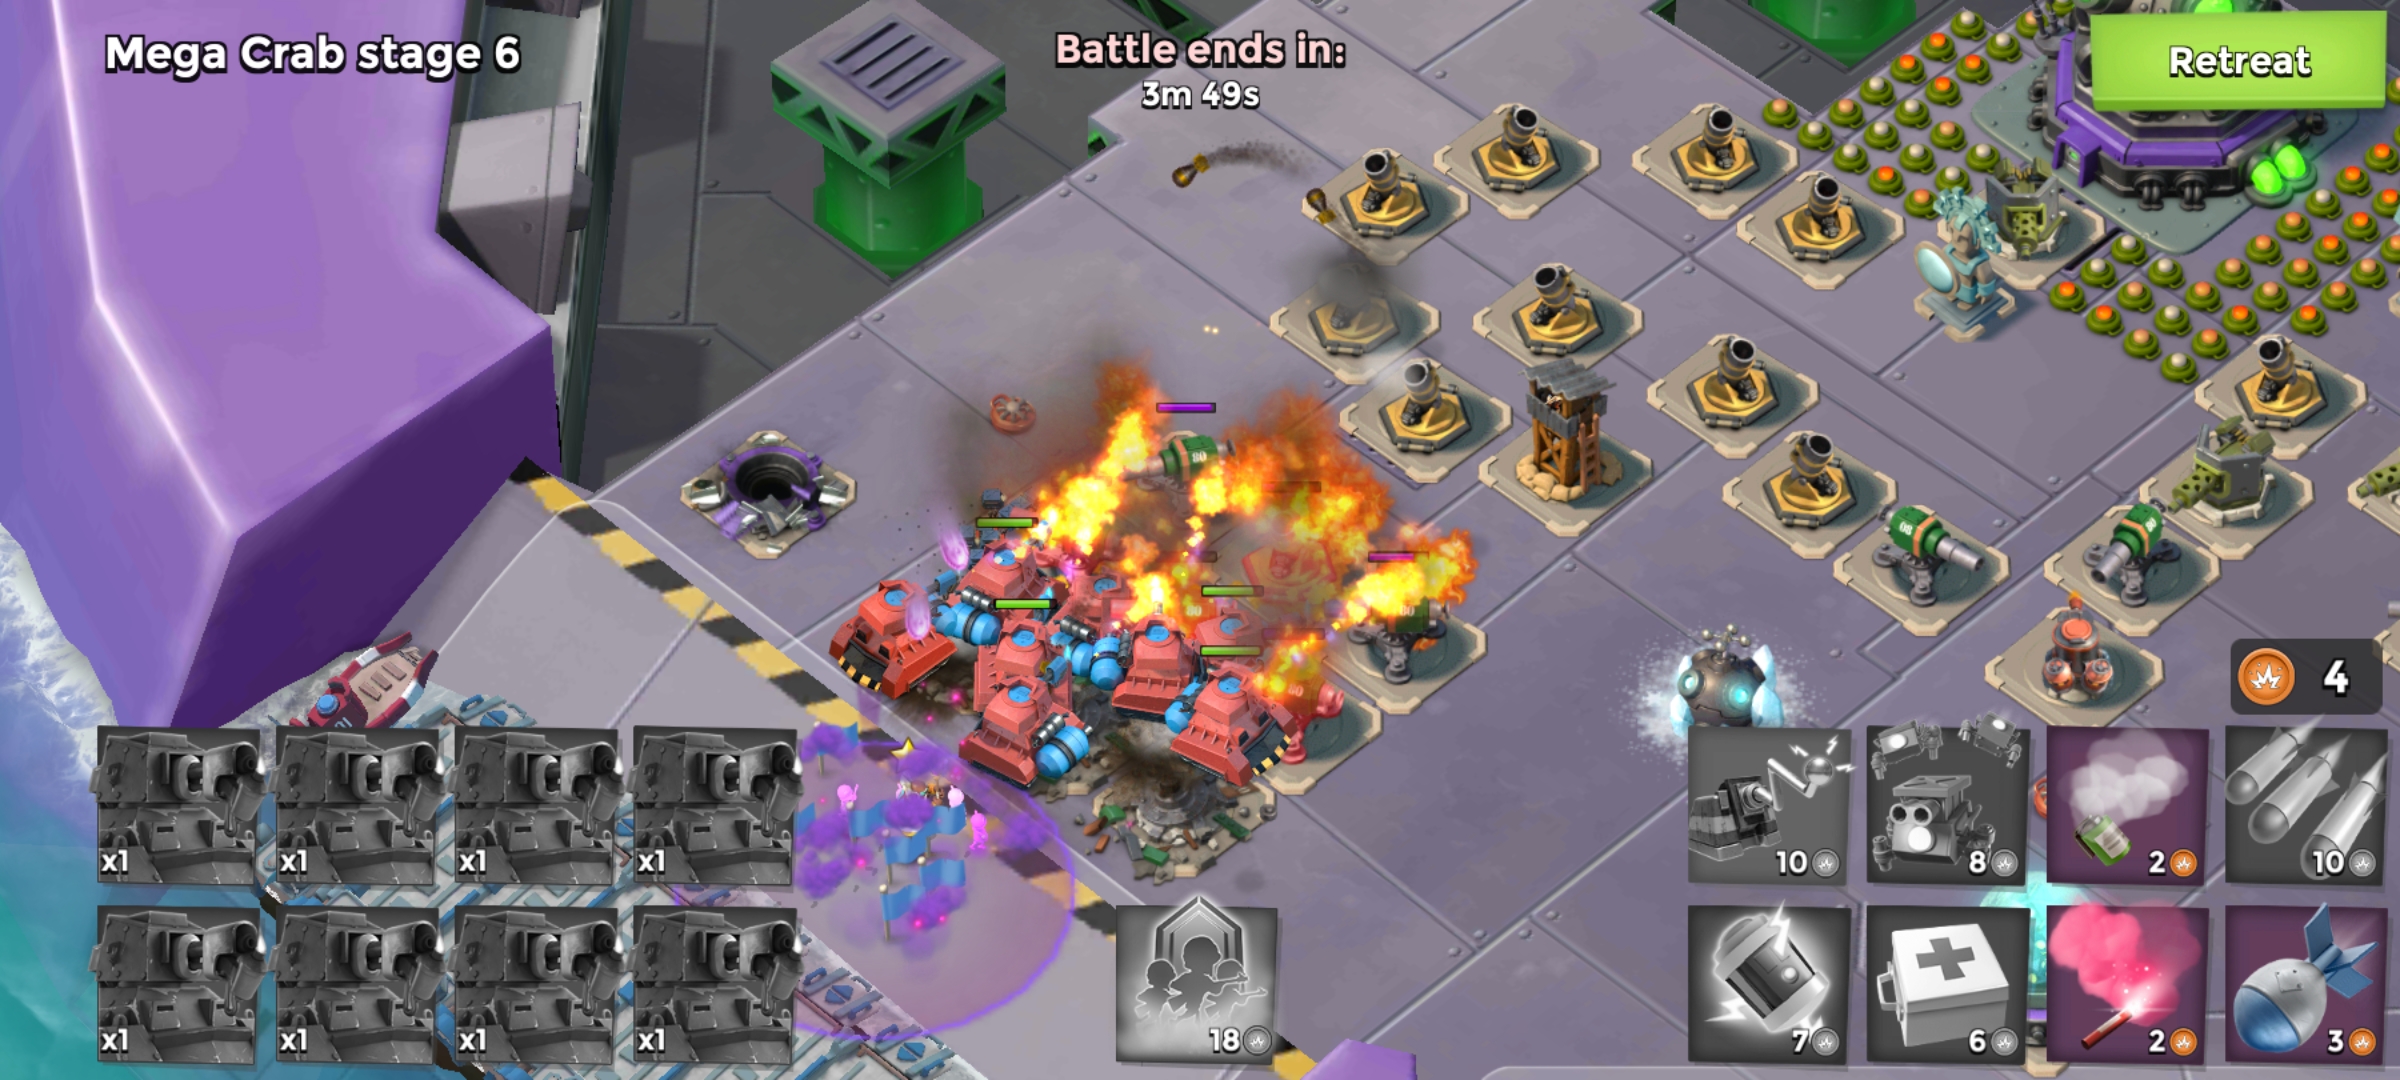 Mega Crab stage 6
Battle ends in:
3m 49s
Retreat
4
x1 x1 x1 x1
10 8 2 10
x1 x1 x1 x1
18
7 6 2 3